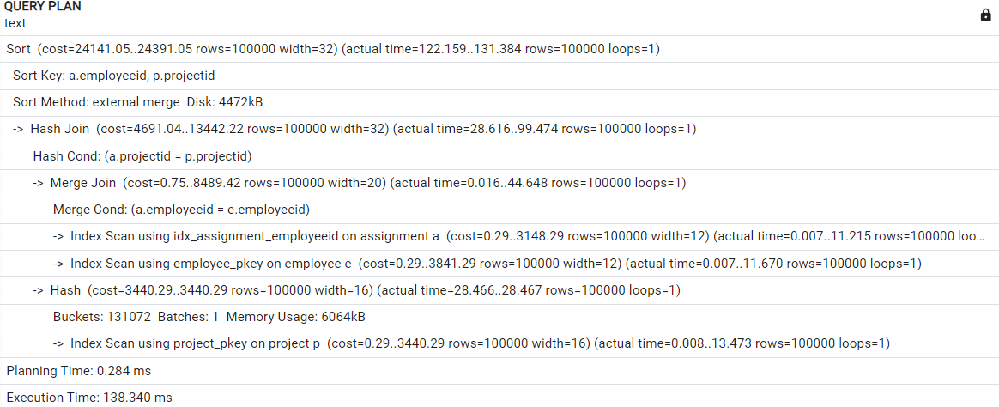 QUERY PLAN
text
Sort (cost=24141.05..24391.05 rows=100000 width=32) (actual time=122.159..131.384 rows=100000 loops=1)
Sort Key: a.employeeid, p.projectid
Sort Method: external merge Disk: 4472kB
-> Hash Join (cost=4691.04..13442.22 rows=100000 width=32) (actual time=28.616..99.474 rows=100000 loops=1)
Hash Cond: (a.projectid = p.projectid)
-> Merge Join (cost=0.75..8489.42 rows=100000 width=20) (actual time=0.016..44.648 rows=100000 loops=1)
Merge Cond: (a.employeeid = e.employeeid)
-> Index Scan using idx_assignment_employeeid on assignment a (cost=0.29..3148.29 rows=100000 width=12) (actual time=0.007..11.215 rows=100000 loo...
-> Index Scan using employee_pkey on employee e (cost=0.29..3841.29 rows=100000 width=12) (actual time=0.007..11.670 rows=100000 loops=1)
-> Hash (cost=3440.29..3440.29 rows=100000 width=16) (actual time=28.466..28.467 rows=100000 loops=1)
Buckets: 131072 Batches: 1 Memory Usage: 6064kB
-> Index Scan using project_pkey on project p (cost=0.29..3440.29 rows=100000 width=16) (actual time=0.008..13.473 rows=100000 loops=1)
Planning Time: 0.284 ms
Execution Time: 138.340 ms